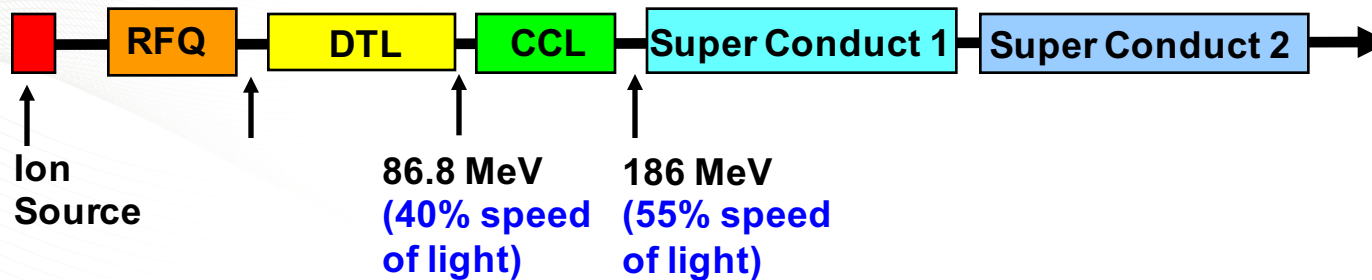 RFQ
DTL
CCL
Super Conduct 1
Super Conduct 2
Ion
Source
86.8 MeV
(40% speed
of light)
186 MeV
(55% speed
of light)